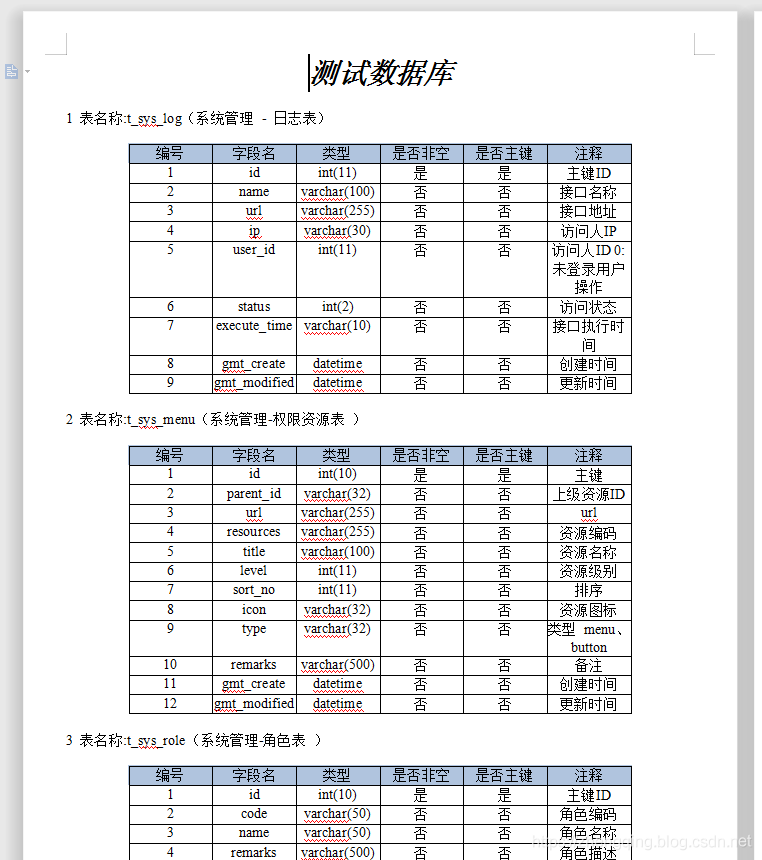 测试数据库
1 表名称:t_sys_log（系统管理 - 日志表）
编号 字段名 类型 是否非空 是否主键 注释
1 id int(11) 是 是 主键ID
2 name varchar(100) 否 否 接口名称
3 url varchar(255) 否 否 接口地址
4 ip varchar(30) 否 否 访问人IP
5 user_id int(11) 否 否 访问人ID 0:
未登录用户
操作
6 status int(2) 否 否 访问状态
7 execute_time varchar(10) 否 否 接口执行时
间
8 gmt_create datetime 否 否 创建时间
9 gmt_modified datetime 否 否 更新时间
2 表名称:t_sys_menu（系统管理-权限资源表 ）
编号 字段名 类型 是否非空 是否主键 注释
1 id int(10) 是 是 主键
2 parent_id varchar(32) 否 否 上级资源ID
3 url varchar(255) 否 否 url
4 resources varchar(255) 否 否 资源编码
5 title varchar(100) 否 否 资源名称
6 level int(11) 否 否 资源级别
7 sort_no int(11) 否 否 排序
8 icon varchar(32) 否 否 资源图标
9 type varchar(32) 否 否 类型 menu、
button
10 remarks varchar(500) 否 否 备注
11 gmt_create datetime 否 否 创建时间
12 gmt_modified datetime 否 否 更新时间
3 表名称:t_sys_role（系统管理-角色表 ）
编号 字段名 类型 是否非空 是否主键 注释
1 id int(10) 是 是 主键ID
2 code varchar(50) 否 否 角色编码
3 name varchar(50) 否 否 角色名称
4 remarks varchar(500) 否 否 角色描述